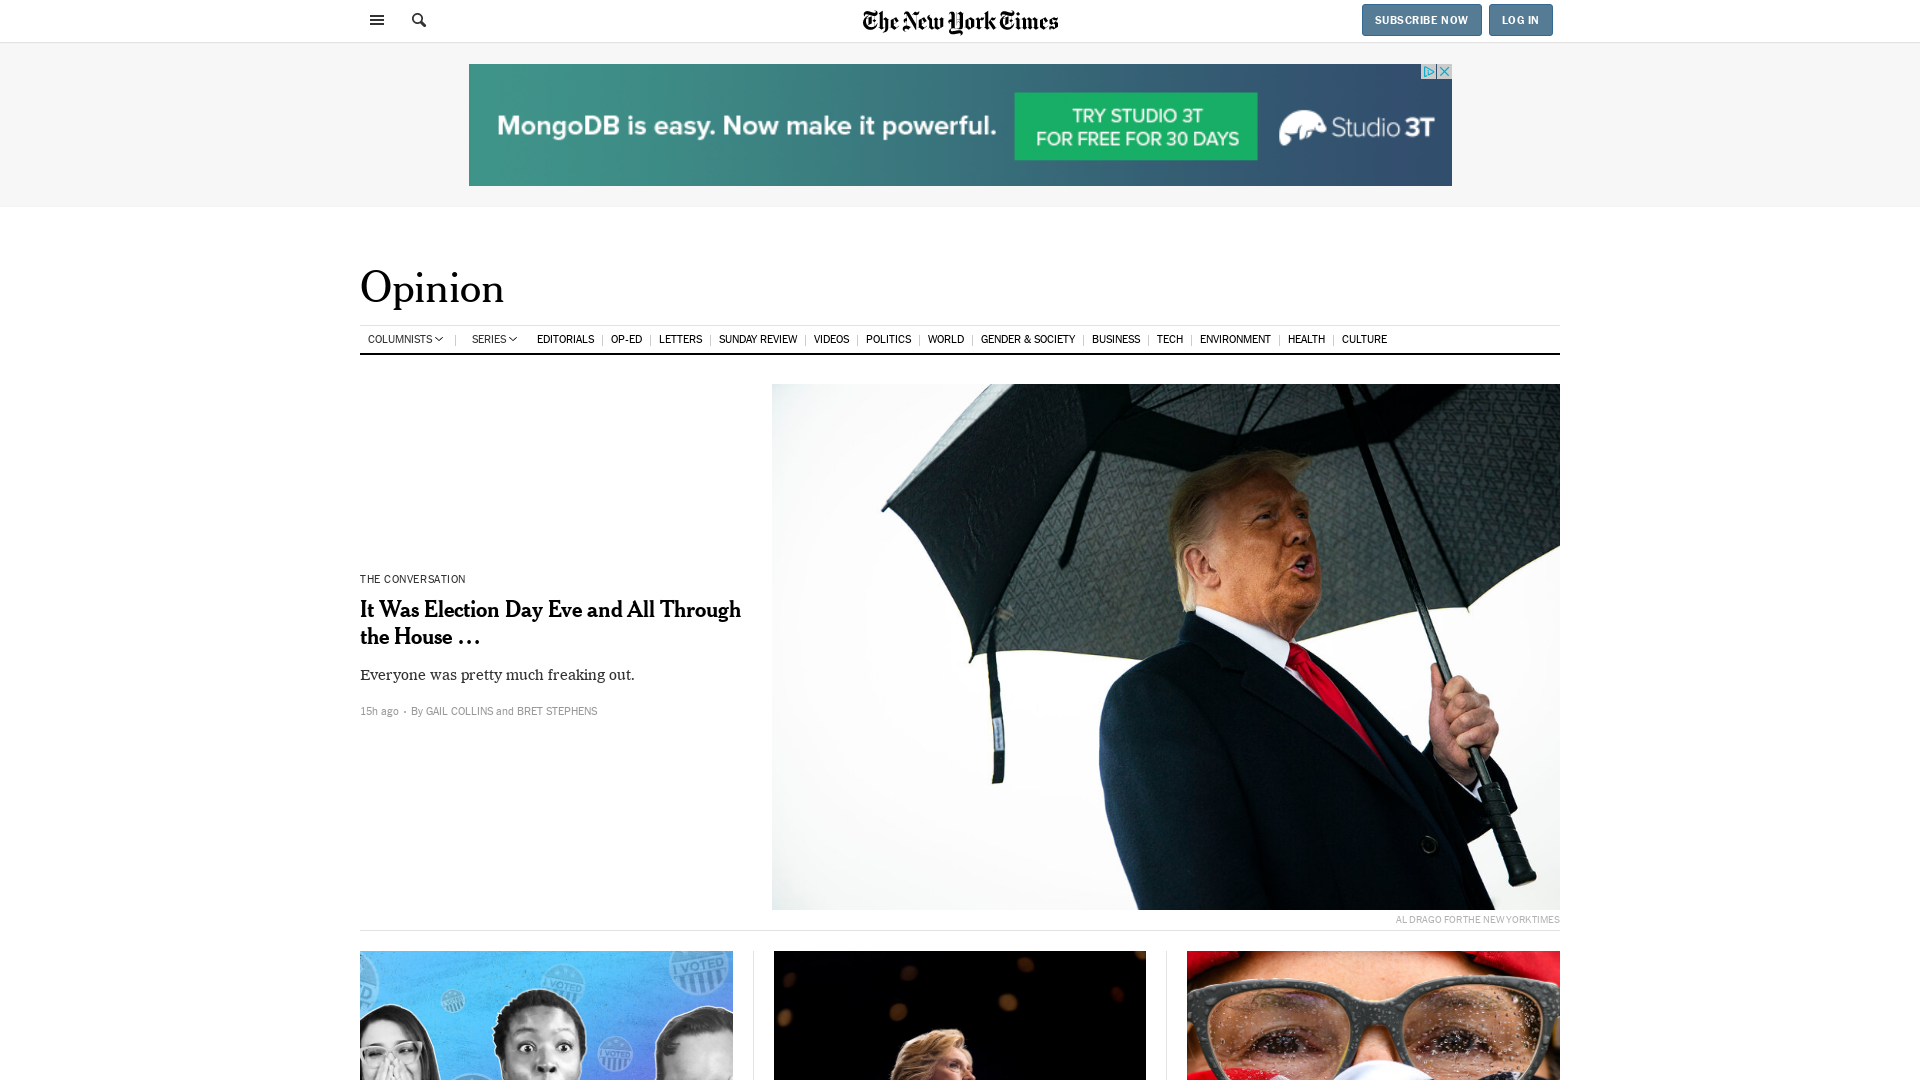 The New York Times
SUBSCRIBE NOW
LOG IN
MongoDB is easy. Now make it powerful.
TRY STUDIO 3T
FOR FREE FOR 30 DAYS
Studio 3T
Opinion
COLUMNISTS
SERIES
EDITORIALS
OP-ED
LETTERS
SUNDAY REVIEW
VIDEOS
POLITICS
WORLD
GENDER & SOCIETY
BUSINESS
TECH
ENVIRONMENT
HEALTH
CULTURE
THE CONVERSATION
It Was Election Day Eve and All Through
the House …
Everyone was pretty much freaking out.
15h ago · By GAIL COLLINS and BRET STEPHENS
AL DRAGO FOR THE NEW YORK TIMES
I VOTED
I VOTED
I VOTED